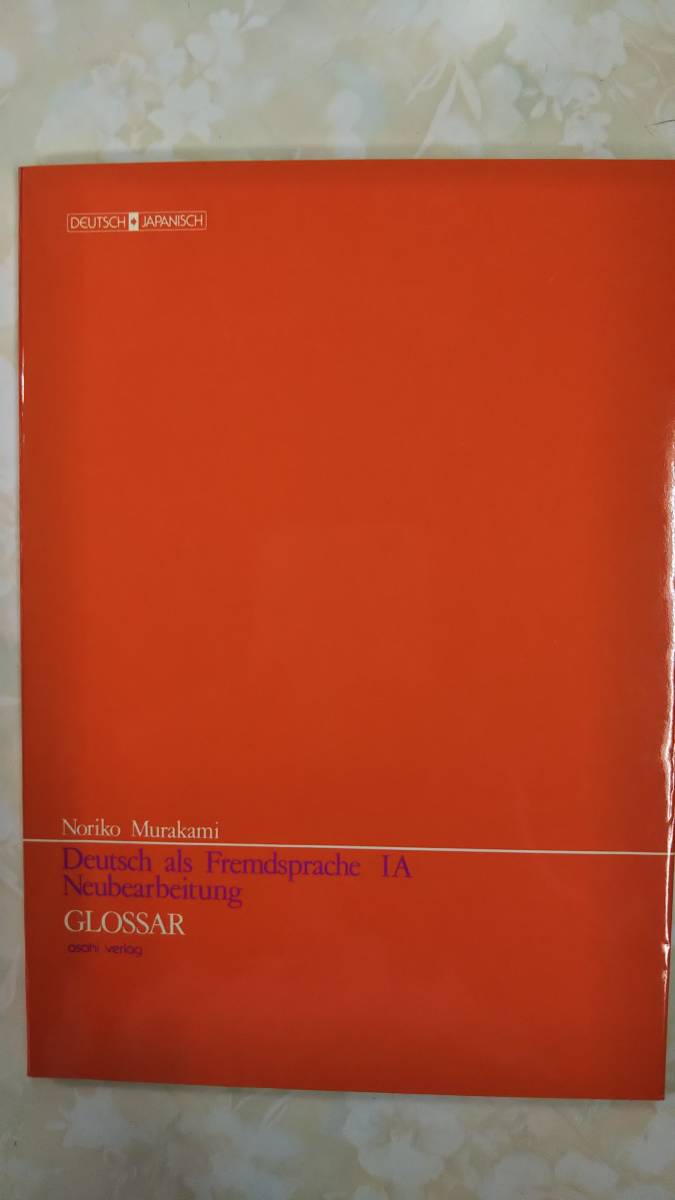 DEUTSCH ◆ JAPANISCH
Noriko Murakami
Deutsch als Fremdsprache IA
Neubearbeitung
GLOSSAR
asahi verlag